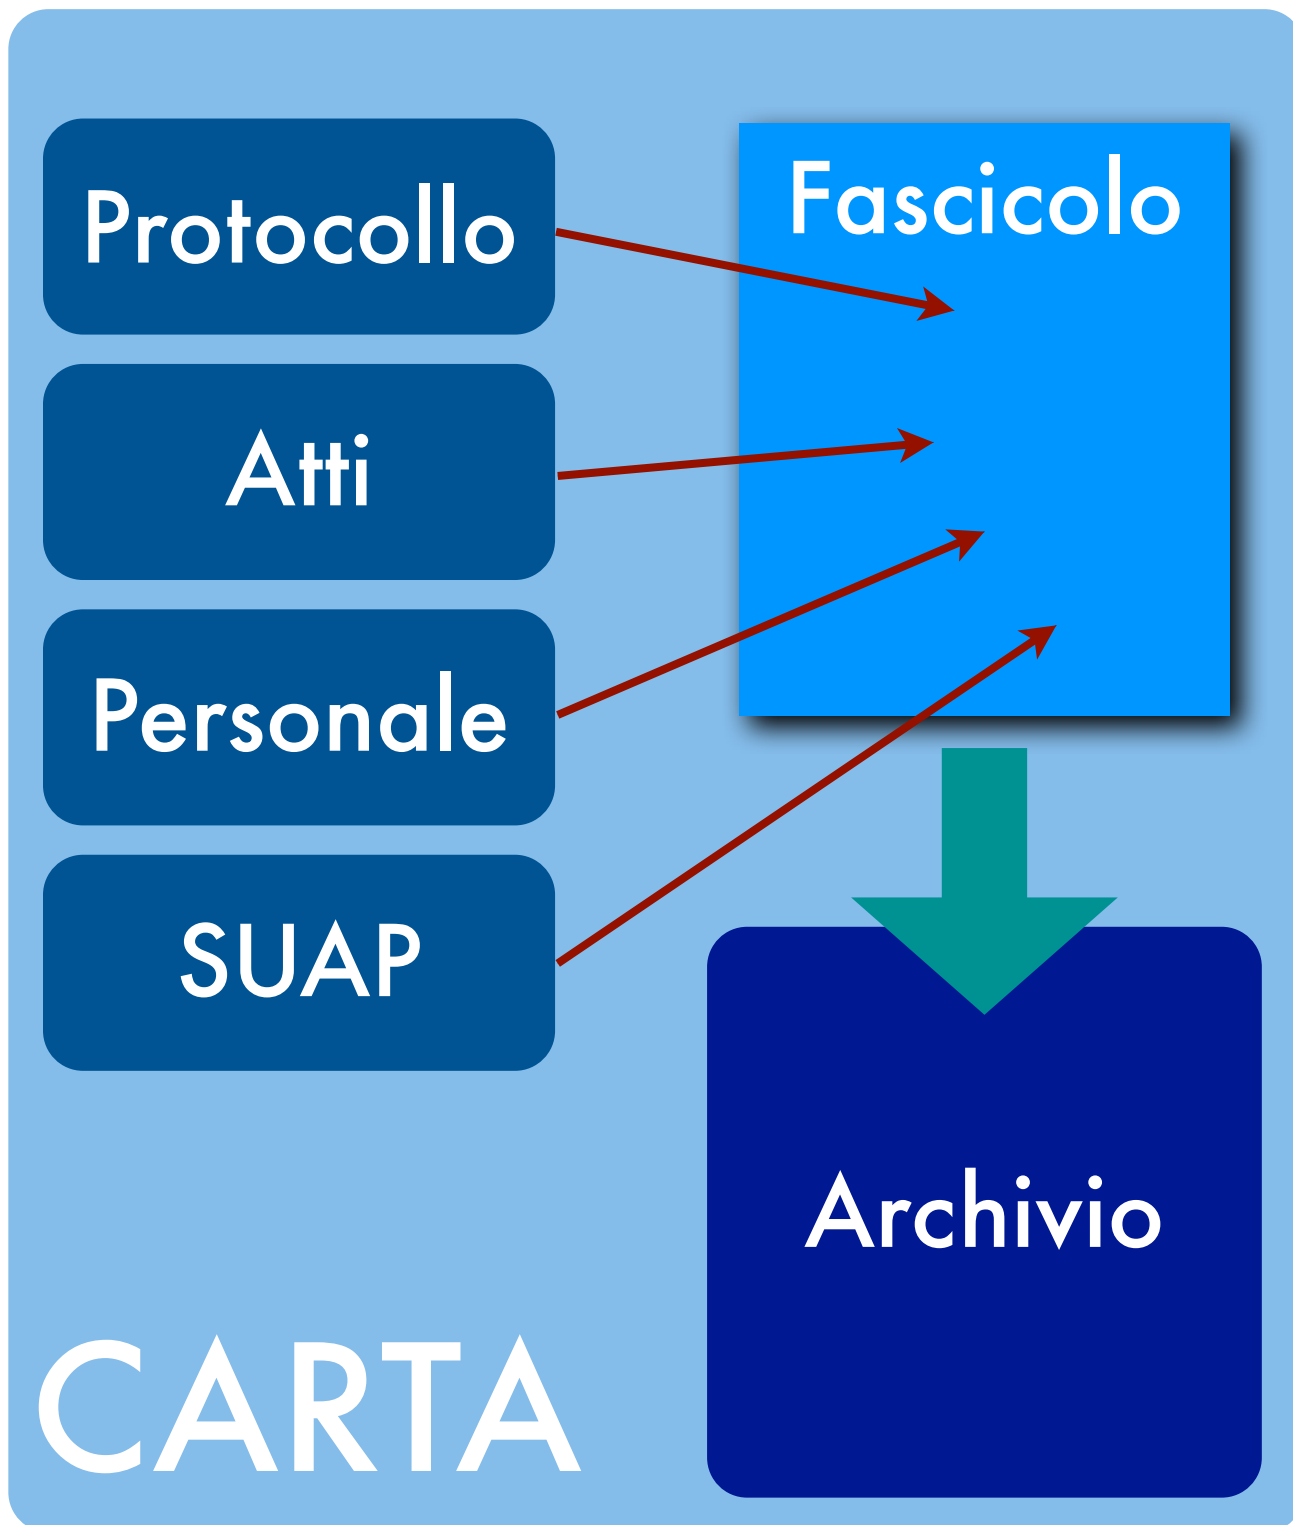 Protocollo
Fascicolo
Atti
Personale
SUAP
Archivio
CARTA